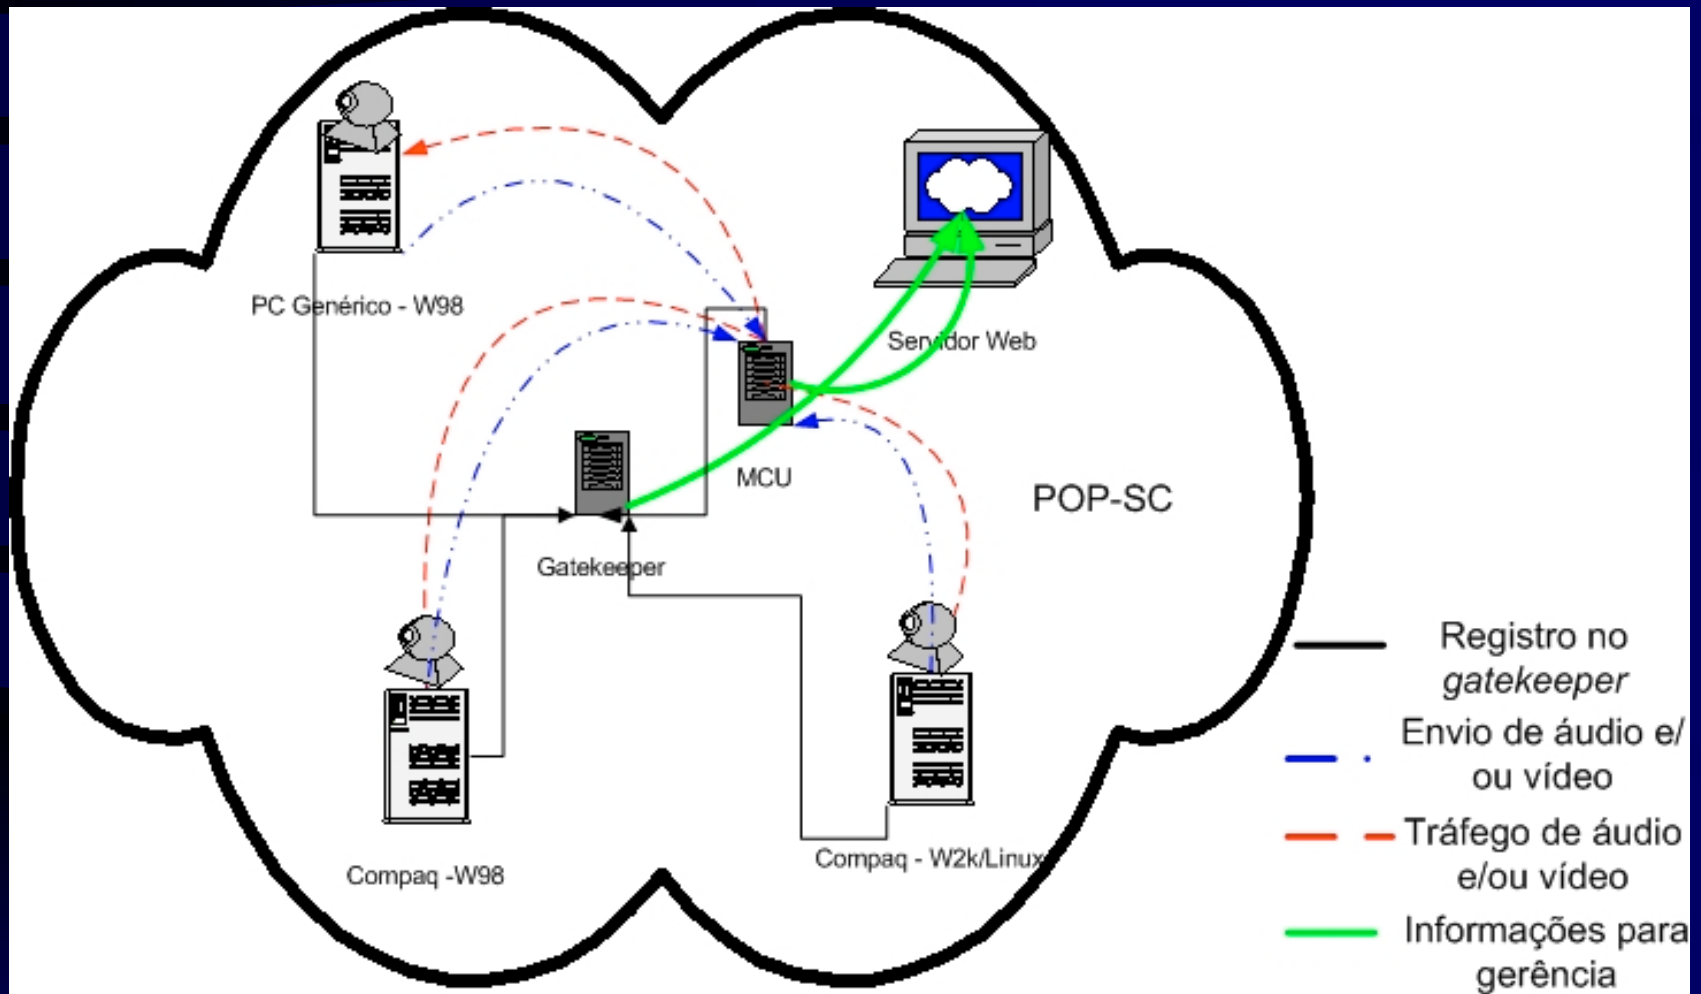 PC Genérico - W98
Servidor Web
MCU
POP-SC
Gatekeeper
Compaq -W98
Compaq - W2k/Linux
Registro no
gatekeeper
Envio de áudio e/
ou vídeo
Tráfego de áudio
e/ou vídeo
Informações para
gerência